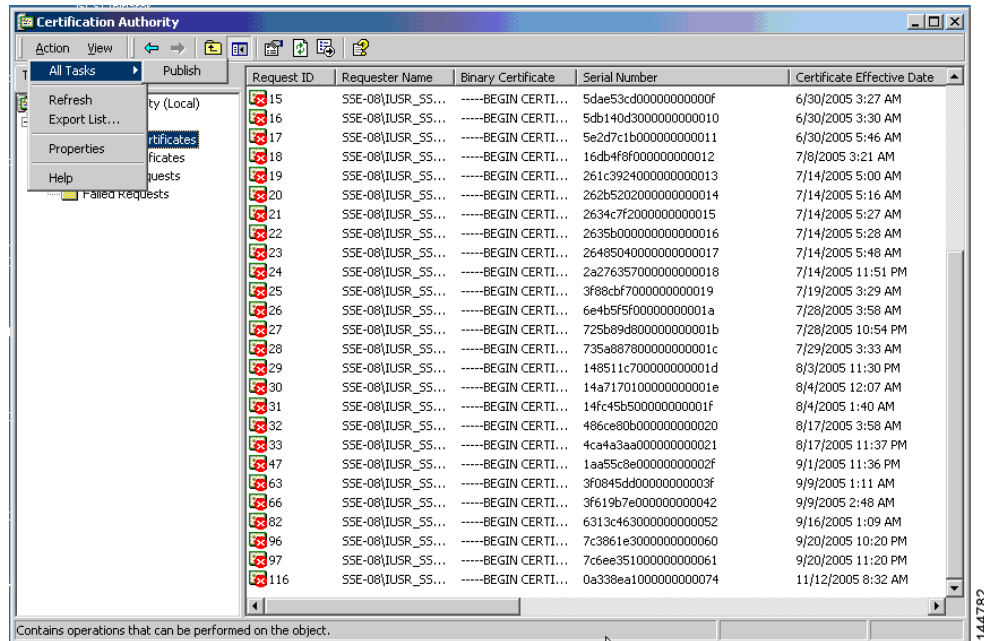 Certification Authority
Action View
All Tasks Publish
Refresh
Export List...
Properties
Help
ty (Local)
rtificates
ficates
quests
Failed Requests
Request ID Requester Name Binary Certificate Serial Number Certificate Effective Date
15 SSE-08\IUSR_SS... -----BEGIN CERTI... 5dae53cd00000000000f 6/30/2005 3:27 AM
16 SSE-08\IUSR_SS... -----BEGIN CERTI... 5db140d3000000000010 6/30/2005 3:30 AM
17 SSE-08\IUSR_SS... -----BEGIN CERTI... 5e2d7c1b000000000011 6/30/2005 5:46 AM
18 SSE-08\IUSR_SS... -----BEGIN CERTI... 16db4f8f000000000012 7/8/2005 3:21 AM
19 SSE-08\IUSR_SS... -----BEGIN CERTI... 261c3924000000000013 7/14/2005 5:00 AM
20 SSE-08\IUSR_SS... -----BEGIN CERTI... 262b5202000000000014 7/14/2005 5:16 AM
21 SSE-08\IUSR_SS... -----BEGIN CERTI... 2634c7f2000000000015 7/14/2005 5:27 AM
22 SSE-08\IUSR_SS... -----BEGIN CERTI... 2635b000000000000016 7/14/2005 5:28 AM
23 SSE-08\IUSR_SS... -----BEGIN CERTI... 26485040000000000017 7/14/2005 5:48 AM
24 SSE-08\IUSR_SS... -----BEGIN CERTI... 2a276357000000000018 7/14/2005 11:51 PM
25 SSE-08\IUSR_SS... -----BEGIN CERTI... 3f88cbf7000000000019 7/19/2005 3:29 AM
26 SSE-08\IUSR_SS... -----BEGIN CERTI... 6e4b5f5f00000000001a 7/28/2005 3:58 AM
27 SSE-08\IUSR_SS... -----BEGIN CERTI... 725b89d800000000001b 7/28/2005 10:54 PM
28 SSE-08\IUSR_SS... -----BEGIN CERTI... 735a887800000000001c 7/29/2005 3:33 AM
29 SSE-08\IUSR_SS... -----BEGIN CERTI... 148511c700000000001d 8/3/2005 11:30 PM
30 SSE-08\IUSR_SS... -----BEGIN CERTI... 14a7170100000000001e 8/4/2005 12:07 AM
31 SSE-08\IUSR_SS... -----BEGIN CERTI... 14fc45b500000000001f 8/4/2005 1:40 AM
32 SSE-08\IUSR_SS... -----BEGIN CERTI... 486ce80b000000000020 8/17/2005 3:58 AM
33 SSE-08\IUSR_SS... -----BEGIN CERTI... 4ca4a3aa000000000021 8/17/2005 11:37 PM
47 SSE-08\IUSR_SS... -----BEGIN CERTI... 1aa55c8e00000000002f 9/1/2005 11:36 PM
63 SSE-08\IUSR_SS... -----BEGIN CERTI... 3f0845dd00000000003f 9/9/2005 1:11 AM
66 SSE-08\IUSR_SS... -----BEGIN CERTI... 3f619b7e000000000042 9/9/2005 2:48 AM
82 SSE-08\IUSR_SS... -----BEGIN CERTI... 6313c463000000000052 9/16/2005 1:09 AM
96 SSE-08\IUSR_SS... -----BEGIN CERTI... 7c3861e3000000000060 9/20/2005 10:20 PM
97 SSE-08\IUSR_SS... -----BEGIN CERTI... 7c6ee351000000000061 9/20/2005 11:20 PM
116 SSE-08\IUSR_SS... -----BEGIN CERTI... 0a338ea1000000000074 11/12/2005 8:32 AM
Contains operations that can be performed on the object.
144782